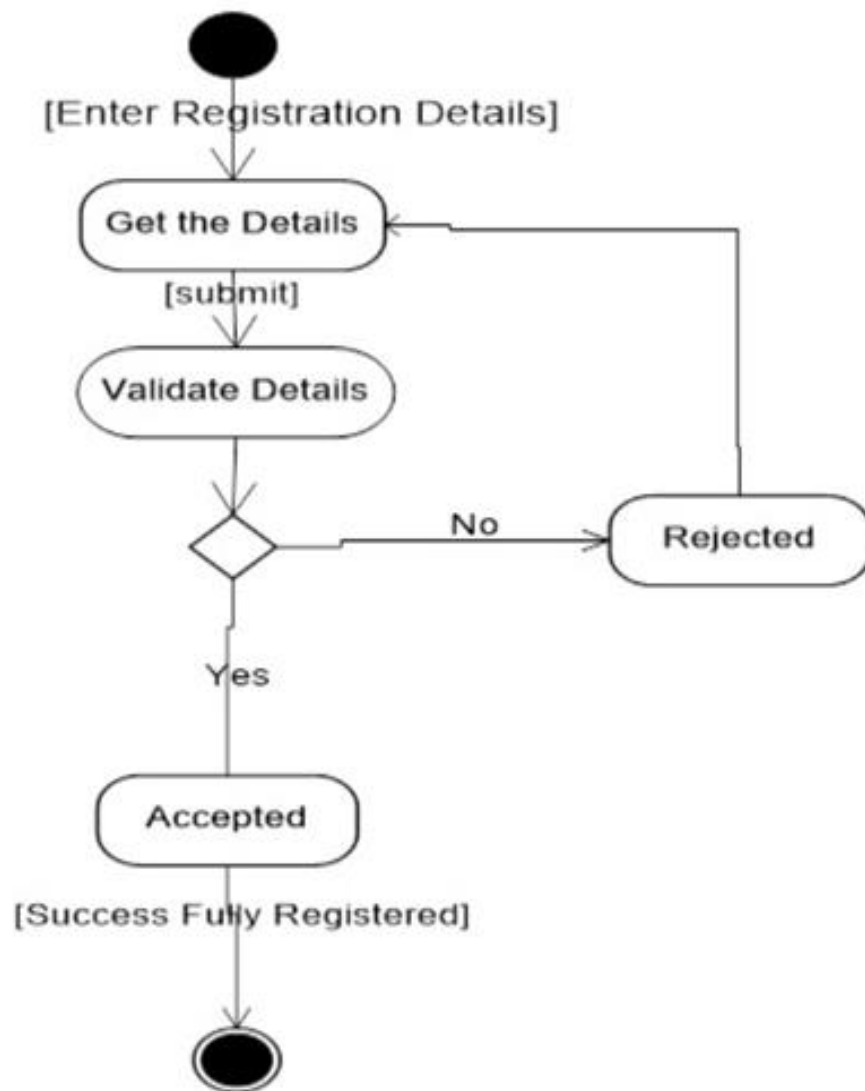 [Enter Registration Details]
Get the Details
[submit]
Validate Details
No
Rejected
Yes
Accepted
[Success Fully Registered]